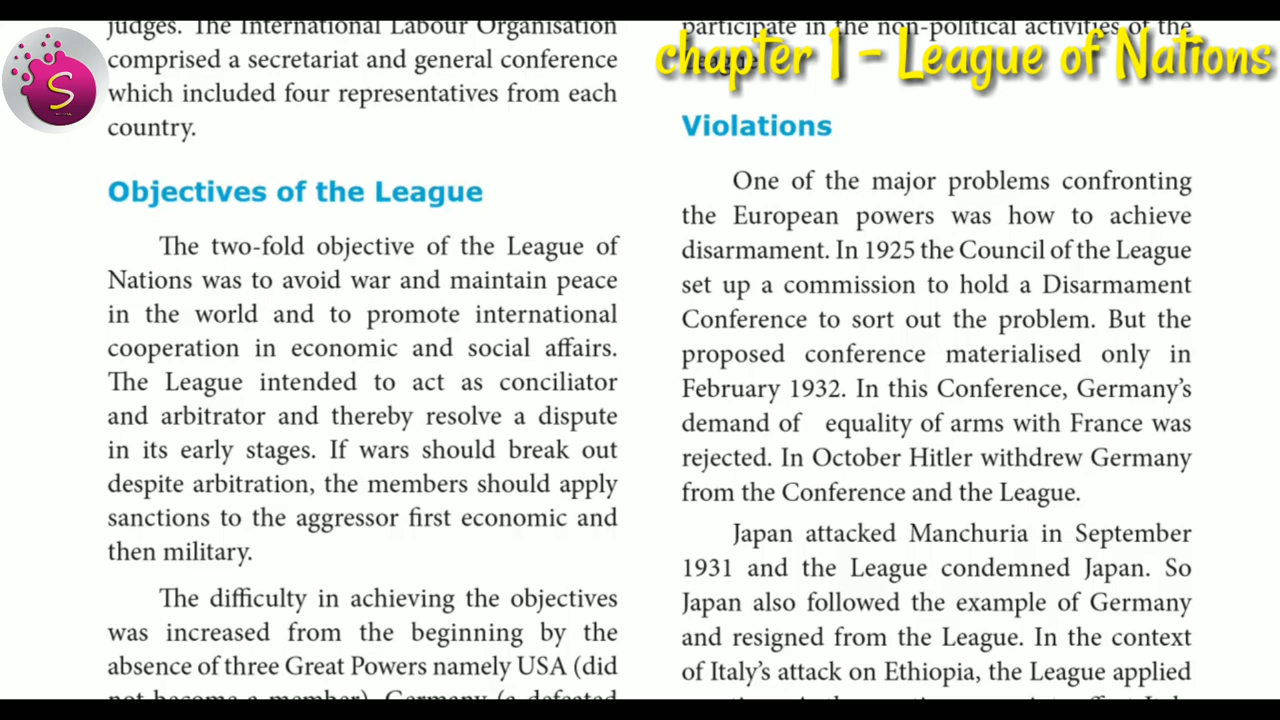 judges. The International Labour Organisation
comprised a secretariat and general conference
which included four representatives from each
country.
Objectives of the League
The two-fold objective of the League of
Nations was to avoid war and maintain peace
in the world and to promote international
cooperation in economic and social affairs.
The League intended to act as conciliator
and arbitrator and thereby resolve a dispute
in its early stages. If wars should break out
despite arbitration, the members should apply
sanctions to the aggressor first economic and
then military.
The difficulty in achieving the objectives
was increased from the beginning by the
absence of three Great Powers namely USA (did
not become a member), Germany (a defeated
participate in the non-political activities of the
League.
chapter 1 - League of Nations
Violations
One of the major problems confronting
the European powers was how to achieve
disarmament. In 1925 the Council of the League
set up a commission to hold a Disarmament
Conference to sort out the problem. But the
proposed conference materialised only in
February 1932. In this Conference, Germany's
demand of equality of arms with France was
rejected. In October Hitler withdrew Germany
from the Conference and the League.
Japan attacked Manchuria in September
1931 and the League condemned Japan. So
Japan also followed the example of Germany
and resigned from the League. In the context
of Italy's attack on Ethiopia, the League applied
S